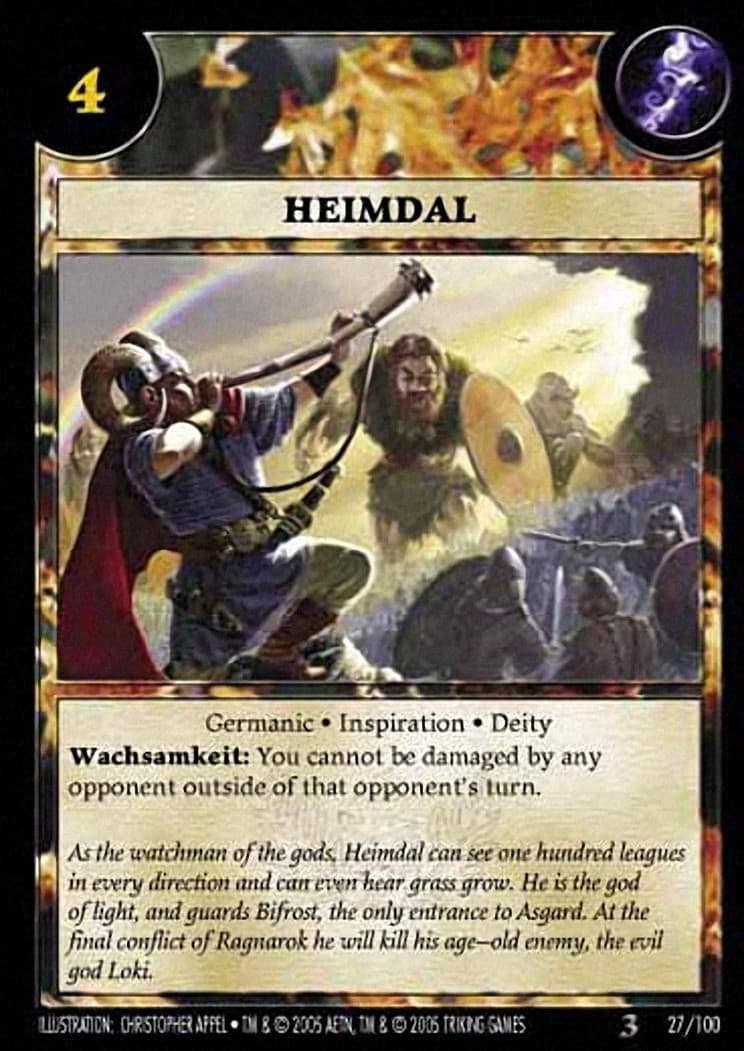 4
HEIMDAL
Germanic • Inspiration • Deity
Wachsamkeit: You cannot be damaged by any
opponent outside of that opponent's turn.
As the watchman of the gods, Heimdal can see one hundred leagues
in every direction and can even hear grass grow. He is the god
of light, and guards Bifrost, the only entrance to Asgard. At the
final conflict of Ragnarok he will kill his age–old enemy, the evil
god Loki.
ILLUSTRATION: CHRISTOPHER APPEL • TM & © 2005 AETN, TM & © 2005 TRIKING GAMES 3 27/100